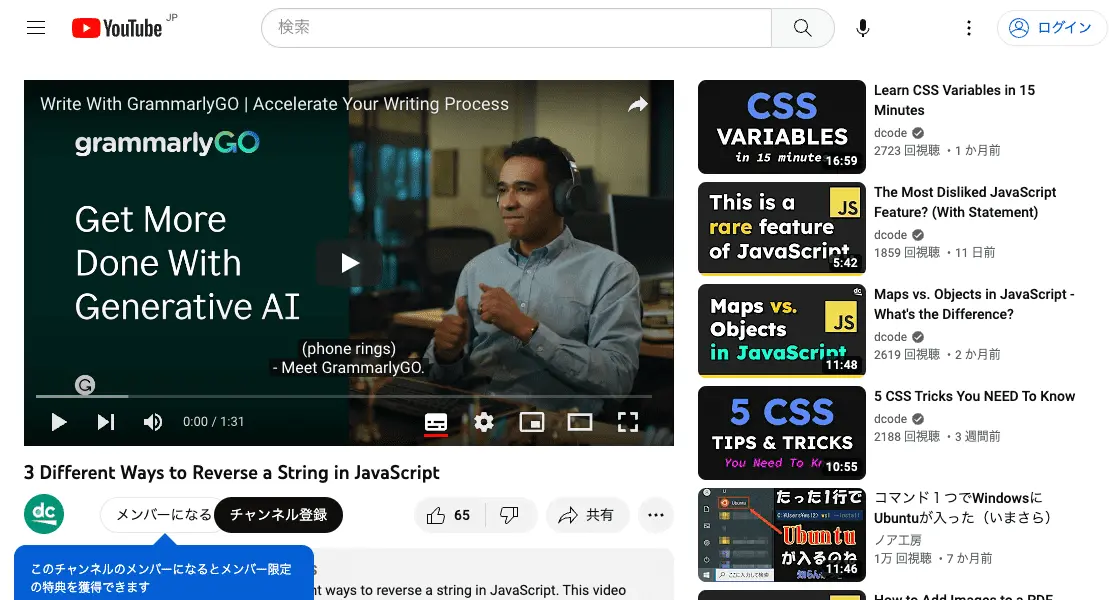 YouTube JP
検索
ログイン
Write With GrammarlyGO | Accelerate Your Writing Process
grammarlyGO
Get More
Done With
Generative AI
(phone rings)
- Meet GrammarlyGO.
G
0:00 / 1:31
3 Different Ways to Reverse a String in JavaScript
dc
メンバーになる
チャンネル登録
65
共有
このチャンネルのメンバーになるとメンバー限定
の特典を獲得できます
nt ways to reverse a string in JavaScript. This video
CSS
VARIABLES
in 15 minute
16:59
Learn CSS Variables in 15
Minutes
dcode
2723 回視聴 ・1 か月前
This is a
rare feature
of JavaScript
JS
5:42
The Most Disliked JavaScript
Feature? (With Statement)
dcode
1859 回視聴 ・11 日前
Maps vs.
Objects
in JavaScript
dc
JS
11:48
Maps vs. Objects in JavaScript -
What's the Difference?
dcode
2619 回視聴 ・2 か月前
5 CSS
TIPS & TRICKS
You Need To Kn
10:55
5 CSS Tricks You NEED To Know
dcode
2188 回視聴 ・3 週間前
たった1行で
Ubuntu
Ubuntu
が入るのね
ここに入力して検索
11:46
コマンド１つでWindowsに
Ubuntuが入った（いまさら）
ノア工房
1万 回視聴 ・7 か月前
How to Add Images to a PDF